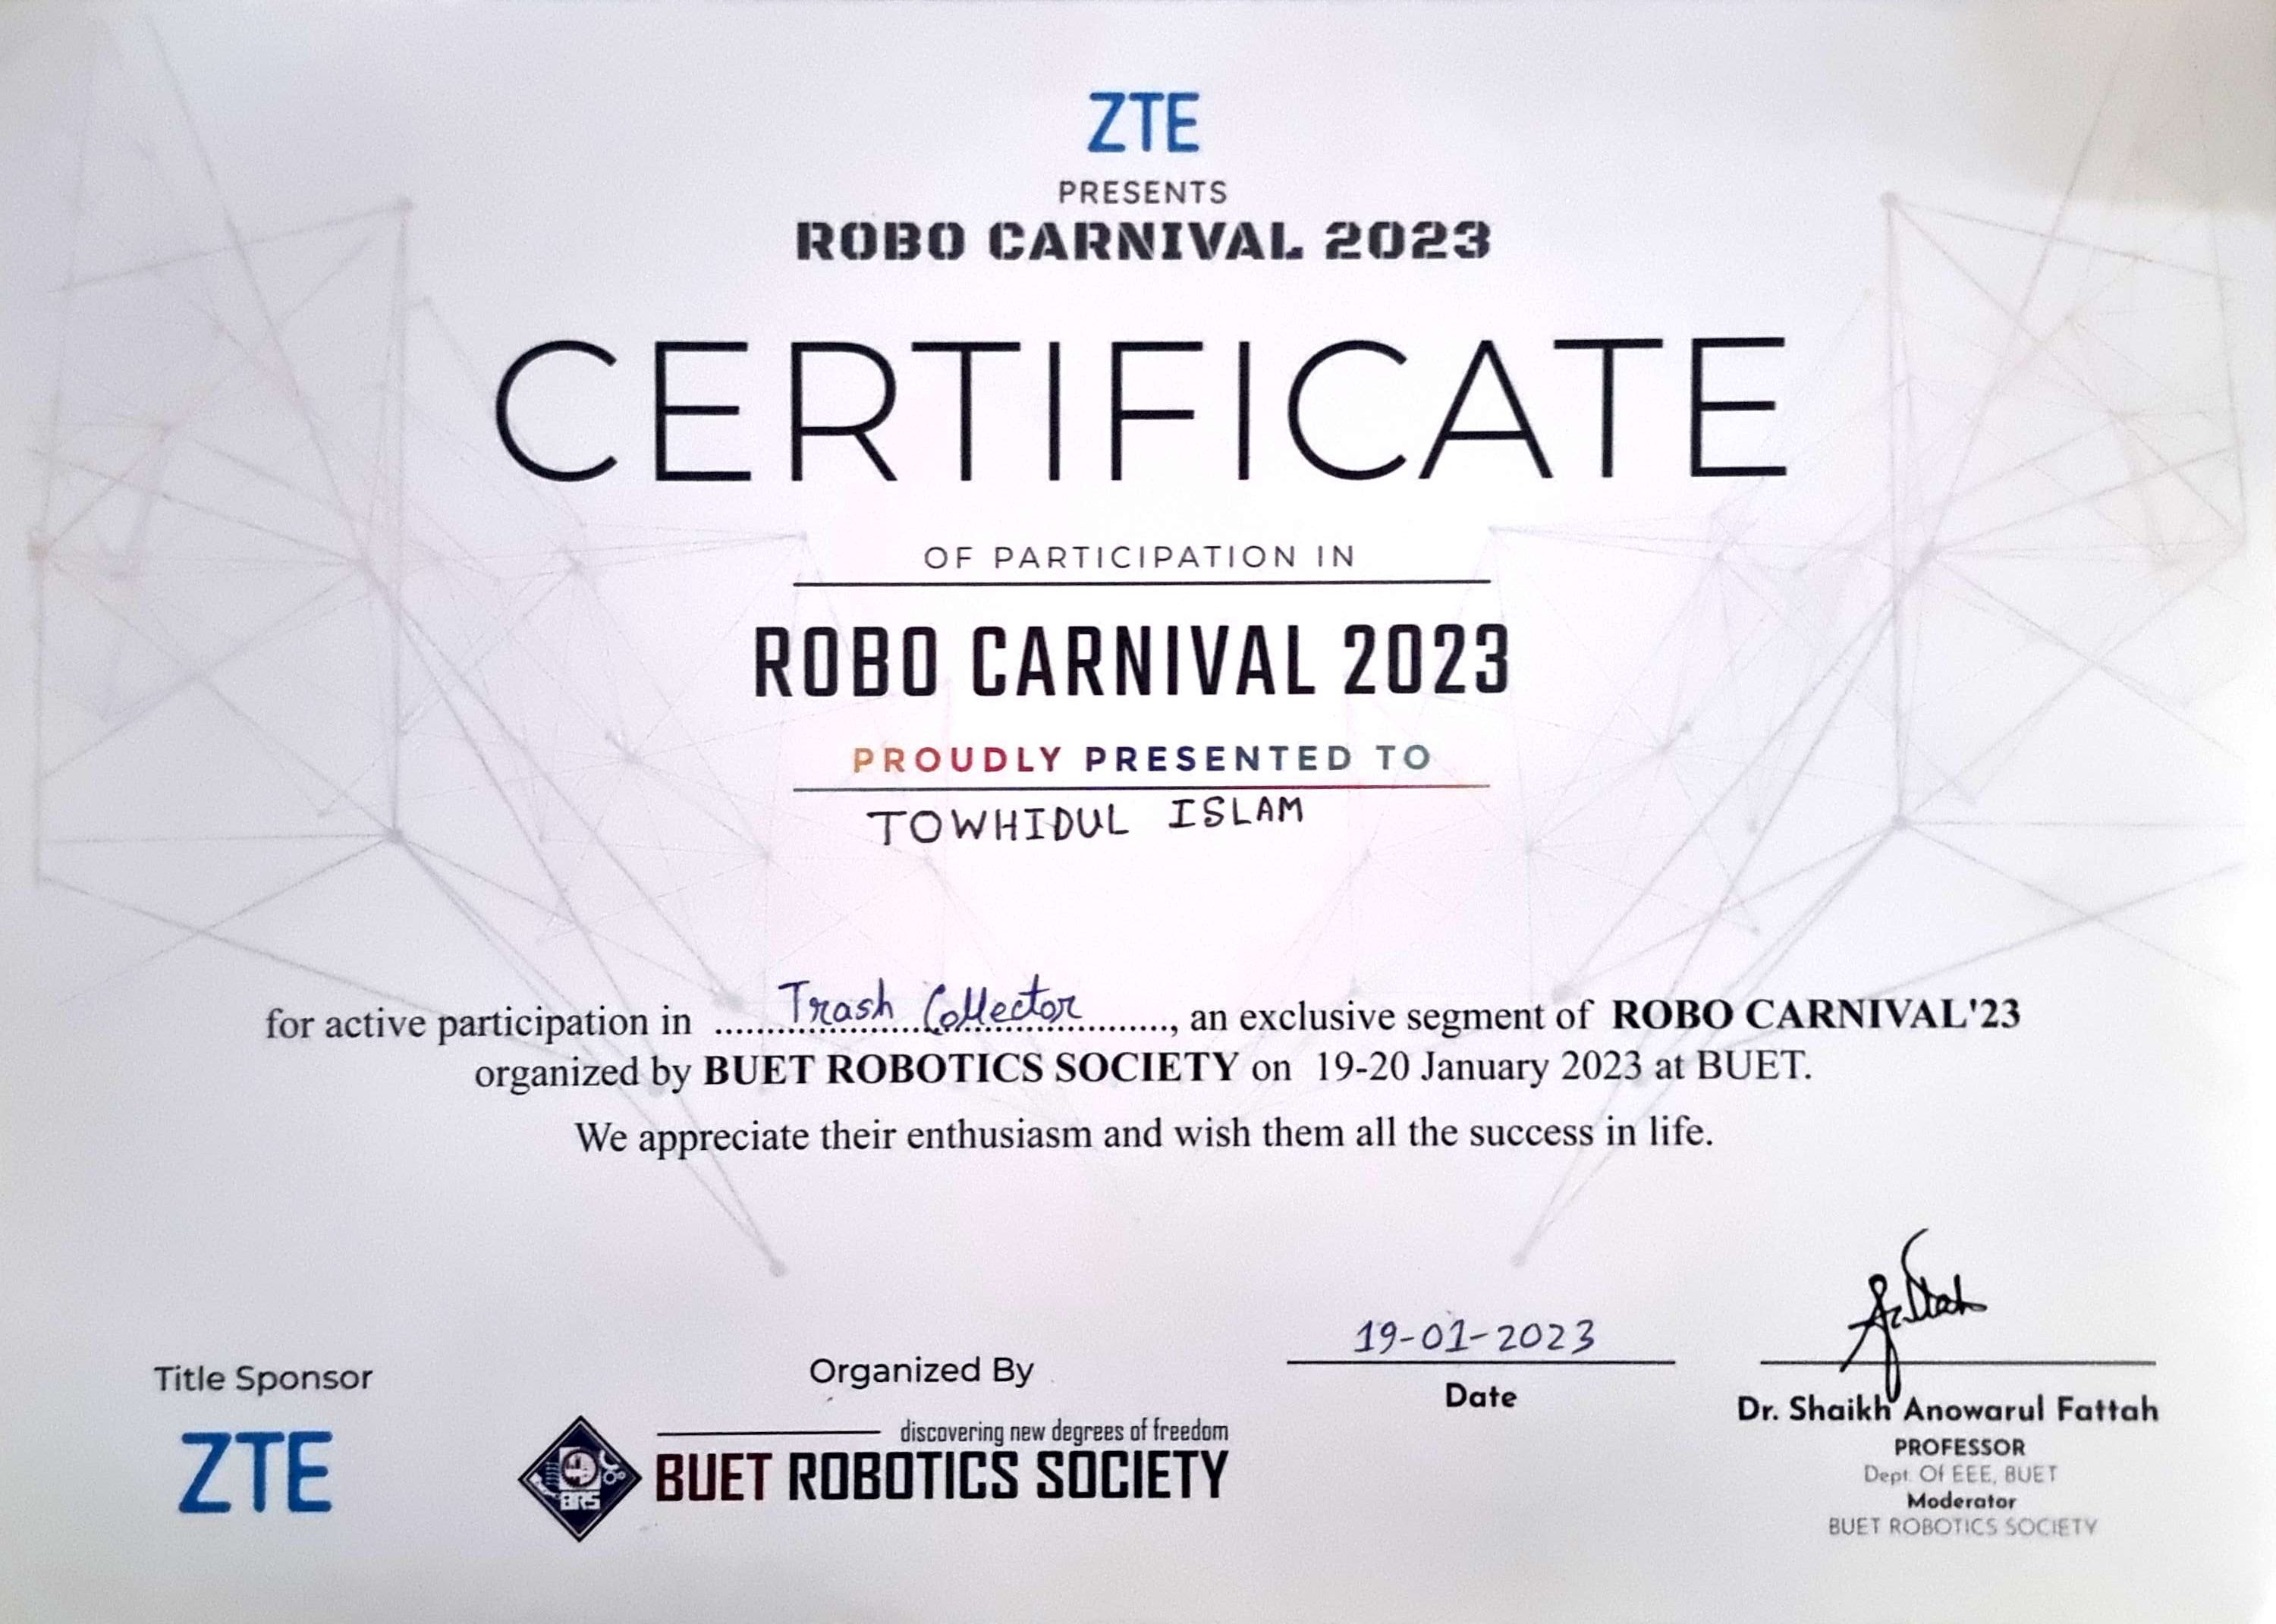 ZTE
PRESENTS
ROBO CARNIVAL 2023
CERTIFICATE
OF PARTICIPATION IN
ROBO CARNIVAL 2023
PROUDLY PRESENTED TO
TOWHIDUL ISLAM
for active participation in ......Trash Collector......, an exclusive segment of ROBO CARNIVAL'23
organized by BUET ROBOTICS SOCIETY on 19-20 January 2023 at BUET.
We appreciate their enthusiasm and wish them all the success in life.
Title Sponsor
ZTE
Organized By
discovering new degrees of freedom
BRS
BUET ROBOTICS SOCIETY
19-01-2023
Date
Dr. Shaikh Anowarul Fattah
PROFESSOR
Dept. Of EEE, BUET
Moderator
BUET ROBOTICS SOCIETY